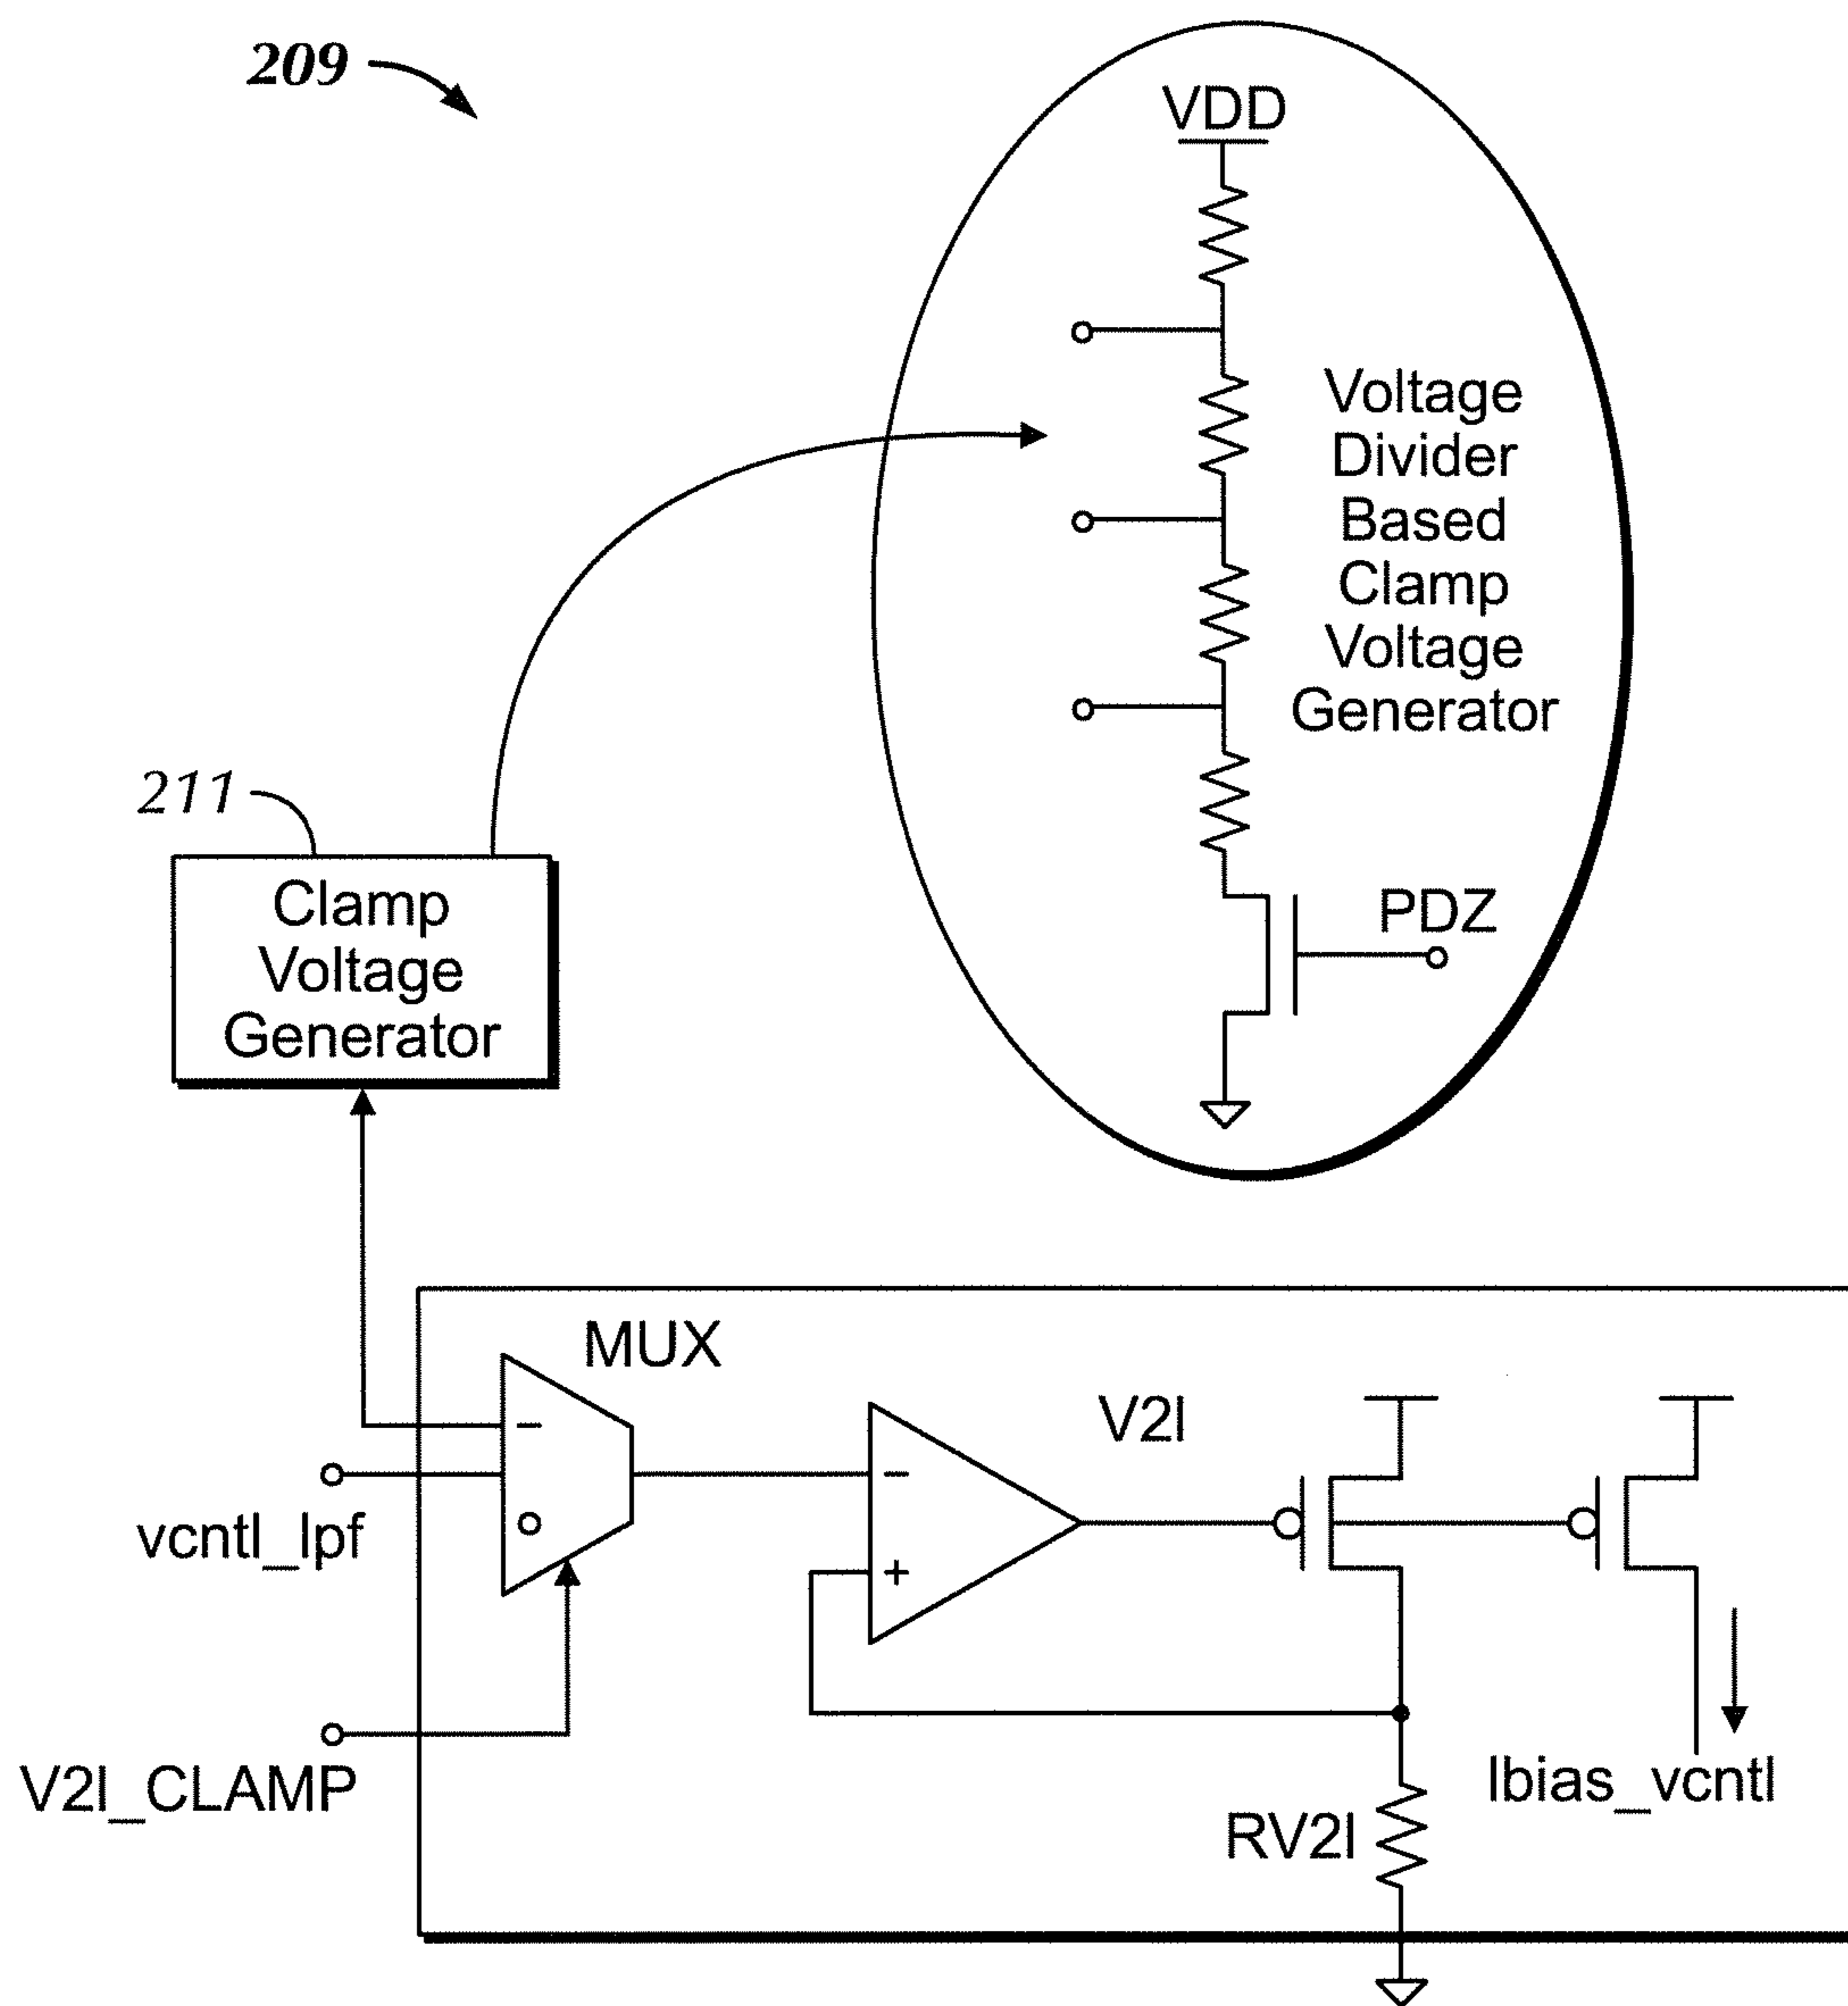 209
VDD
Voltage
Divider
Based
Clamp
Voltage
Generator
PDZ
211
Clamp
Voltage
Generator
MUX
V2I
vcntl_lpf
V2I_CLAMP
Ibias_vcntl
RV2I